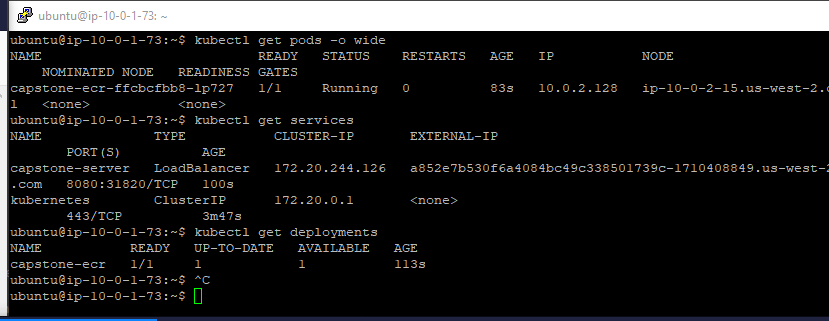 ubuntu@ip-10-0-1-73: ~
ubuntu@ip-10-0-1-73:~$ kubectl get pods -o wide
NAME READY STATUS RESTARTS AGE IP NODE
NOMINATED NODE READINESS GATES
capstone-ecr-ffcbcfbb8-lp727 1/1 Running 0 83s 10.0.2.128 ip-10-0-2-15.us-west-2.c
l <none> <none>
ubuntu@ip-10-0-1-73:~$ kubectl get services
NAME TYPE CLUSTER-IP EXTERNAL-IP
PORT(S) AGE
capstone-server LoadBalancer 172.20.244.126 a852e7b530f6a4084bc49c338501739c-1710408849.us-west-2
.com 8080:31820/TCP 100s
kubernetes ClusterIP 172.20.0.1 <none>
443/TCP 3m47s
ubuntu@ip-10-0-1-73:~$ kubectl get deployments
NAME READY UP-TO-DATE AVAILABLE AGE
capstone-ecr 1/1 1 1 113s
ubuntu@ip-10-0-1-73:~$ ^C
ubuntu@ip-10-0-1-73:~$